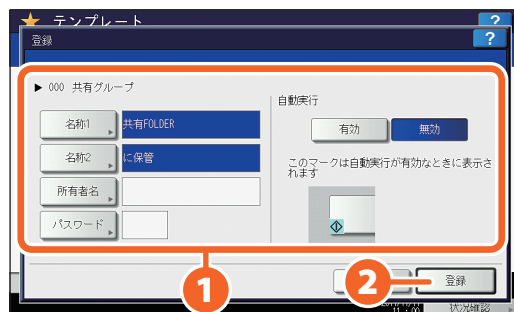 テンプレート ?
登録 ?
▶ 000 共有グループ
名称1 共有FOLDER
名称2 に保管
所有者名
パスワード
自動実行
有効 無効
このマークは自動実行が有効なときに表示さ
れます
1
2 登録
11:00 状況確認